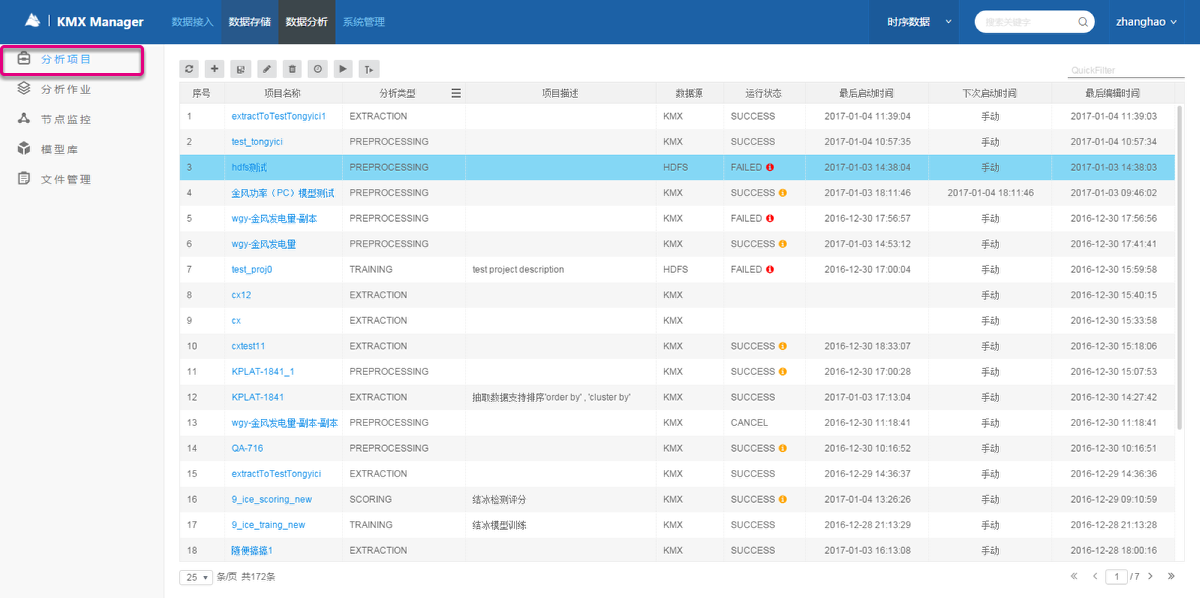 KMX Manager 数据接入 数据存储 数据分析 系统管理 时序数据 搜索关键字 zhanghao
分析项目
分析作业
节点监控
模型库
文件管理
QuickFilter
序号 项目名称 分析类型 项目描述 数据源 运行状态 最后启动时间 下次启动时间 最后编辑时间
1 extractToTestTongyici1 EXTRACTION KMX SUCCESS 2017-01-04 11:39:04 手动 2017-01-04 11:39:03
2 test_tongyici PREPROCESSING KMX SUCCESS 2017-01-04 10:57:35 手动 2017-01-04 10:57:34
3 hdfs测试 PREPROCESSING HDFS FAILED 2017-01-03 14:38:04 手动 2017-01-03 14:38:03
4 金风功率（PC）模型测试 PREPROCESSING KMX SUCCESS 2017-01-03 18:11:46 2017-01-04 18:11:46 2017-01-03 09:46:02
5 wgy-金风发电量-副本 PREPROCESSING KMX FAILED 2016-12-30 17:56:57 手动 2016-12-30 17:56:56
6 wgy-金风发电量 PREPROCESSING KMX SUCCESS 2017-01-03 14:53:12 手动 2016-12-30 17:41:41
7 test_proj0 TRAINING test project description HDFS FAILED 2016-12-30 17:00:04 手动 2016-12-30 15:59:58
8 cx12 EXTRACTION KMX 手动 2016-12-30 15:40:15
9 cx EXTRACTION KMX 手动 2016-12-30 15:33:58
10 cxtest11 EXTRACTION KMX SUCCESS 2016-12-30 18:33:07 手动 2016-12-30 15:18:06
11 KPLAT-1841_1 PREPROCESSING KMX SUCCESS 2016-12-30 17:00:28 手动 2016-12-30 15:07:53
12 KPLAT-1841 EXTRACTION 抽取数据支持排序'order by' , 'cluster by' KMX SUCCESS 2017-01-03 17:13:04 手动 2016-12-30 14:27:42
13 wgy-金风发电量-副本-副本 PREPROCESSING KMX CANCEL 2016-12-30 11:18:41 手动 2016-12-30 11:18:41
14 QA-716 PREPROCESSING KMX SUCCESS 2016-12-30 10:16:52 手动 2016-12-30 10:16:51
15 extractToTestTongyici EXTRACTION KMX SUCCESS 2016-12-29 14:36:37 手动 2016-12-29 14:36:36
16 9_ice_scoring_new SCORING 结冰检测评分 KMX SUCCESS 2017-01-04 13:26:26 手动 2016-12-29 09:10:59
17 9_ice_traing_new TRAINING 结冰模型训练 KMX SUCCESS 2016-12-28 21:13:29 手动 2016-12-28 21:13:28
18 随便搞搞1 EXTRACTION KMX SUCCESS 2017-01-03 16:13:08 手动 2016-12-28 18:00:16
25 条/页 共172条 « ‹ 1 /7 › »